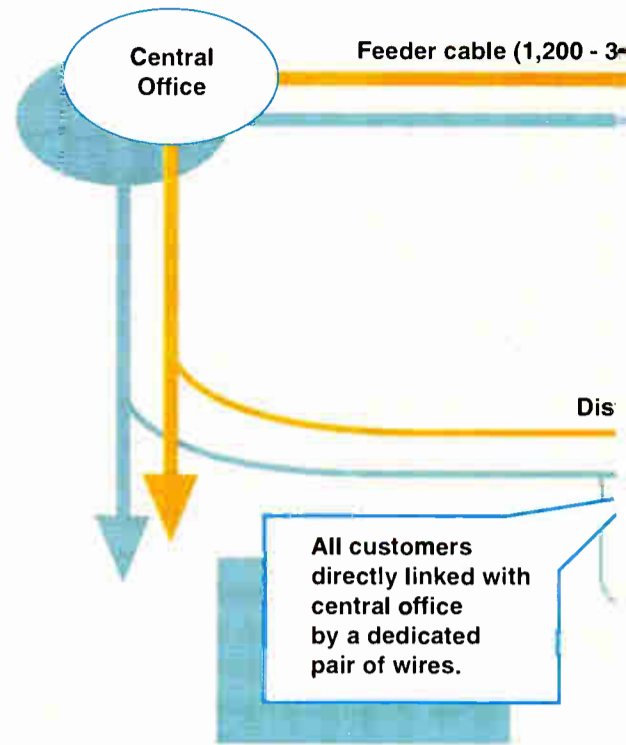 Central
Office
Feeder cable (1,200 - 3
Dis
All customers
directly linked with
central office
by a dedicated
pair of wires.